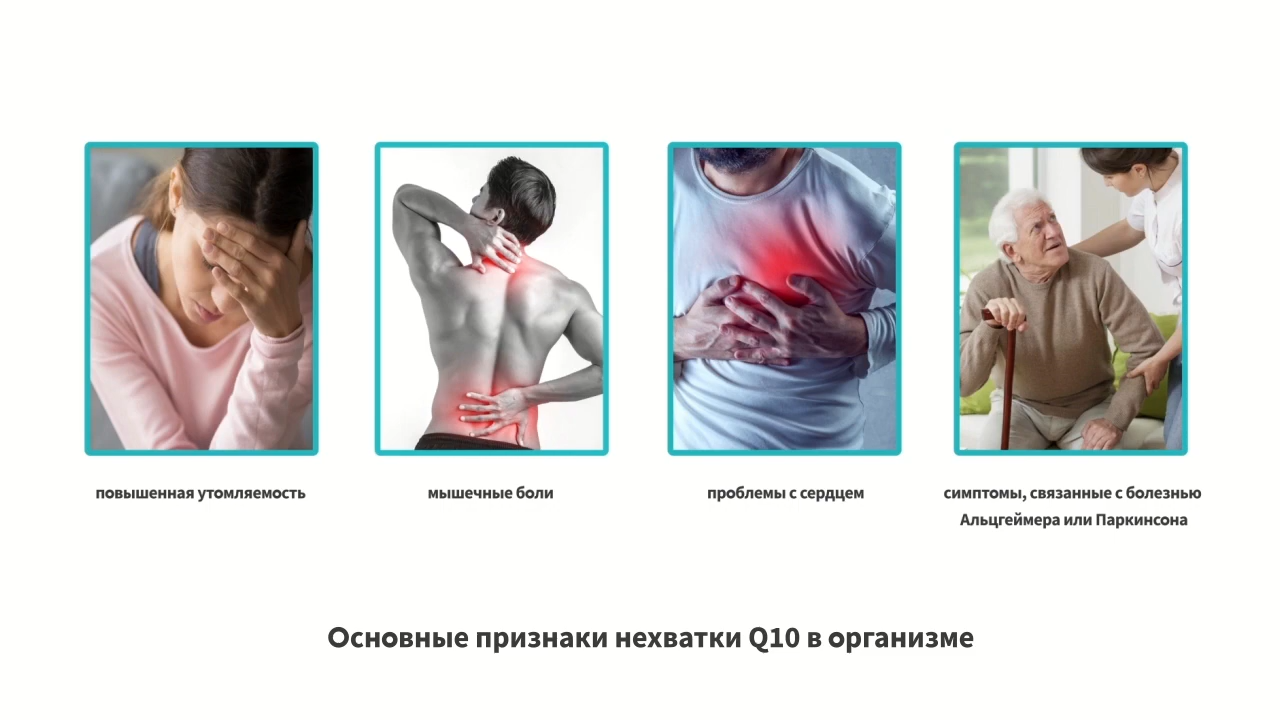 повышенная утомляемость
мышечные боли
проблемы с сердцем
симптомы, связанные с болезнью
Альцгеймера или Паркинсона
Основные признаки нехватки Q10 в организме